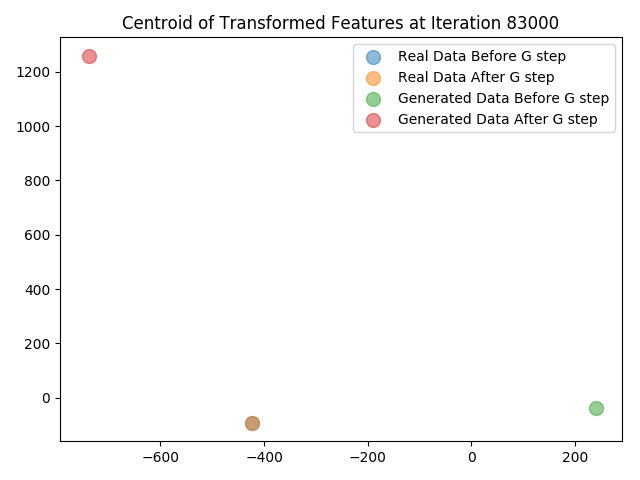 Centroid of Transformed Features at Iteration 83000
Real Data Before G step
Real Data After G step
Generated Data Before G step
Generated Data After G step
1200
1000
800
600
400
200
0
−600 −400 −200 0 200